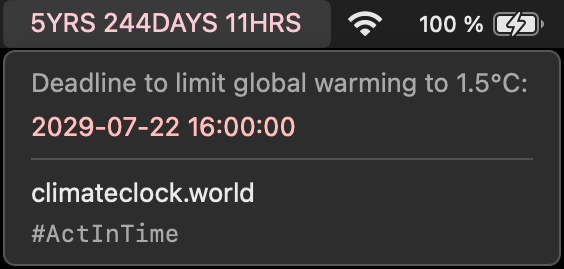 5YRS 244DAYS 11HRS 100 %
Deadline to limit global warming to 1.5°C:
2029-07-22 16:00:00
climateclock.world
#ActInTime